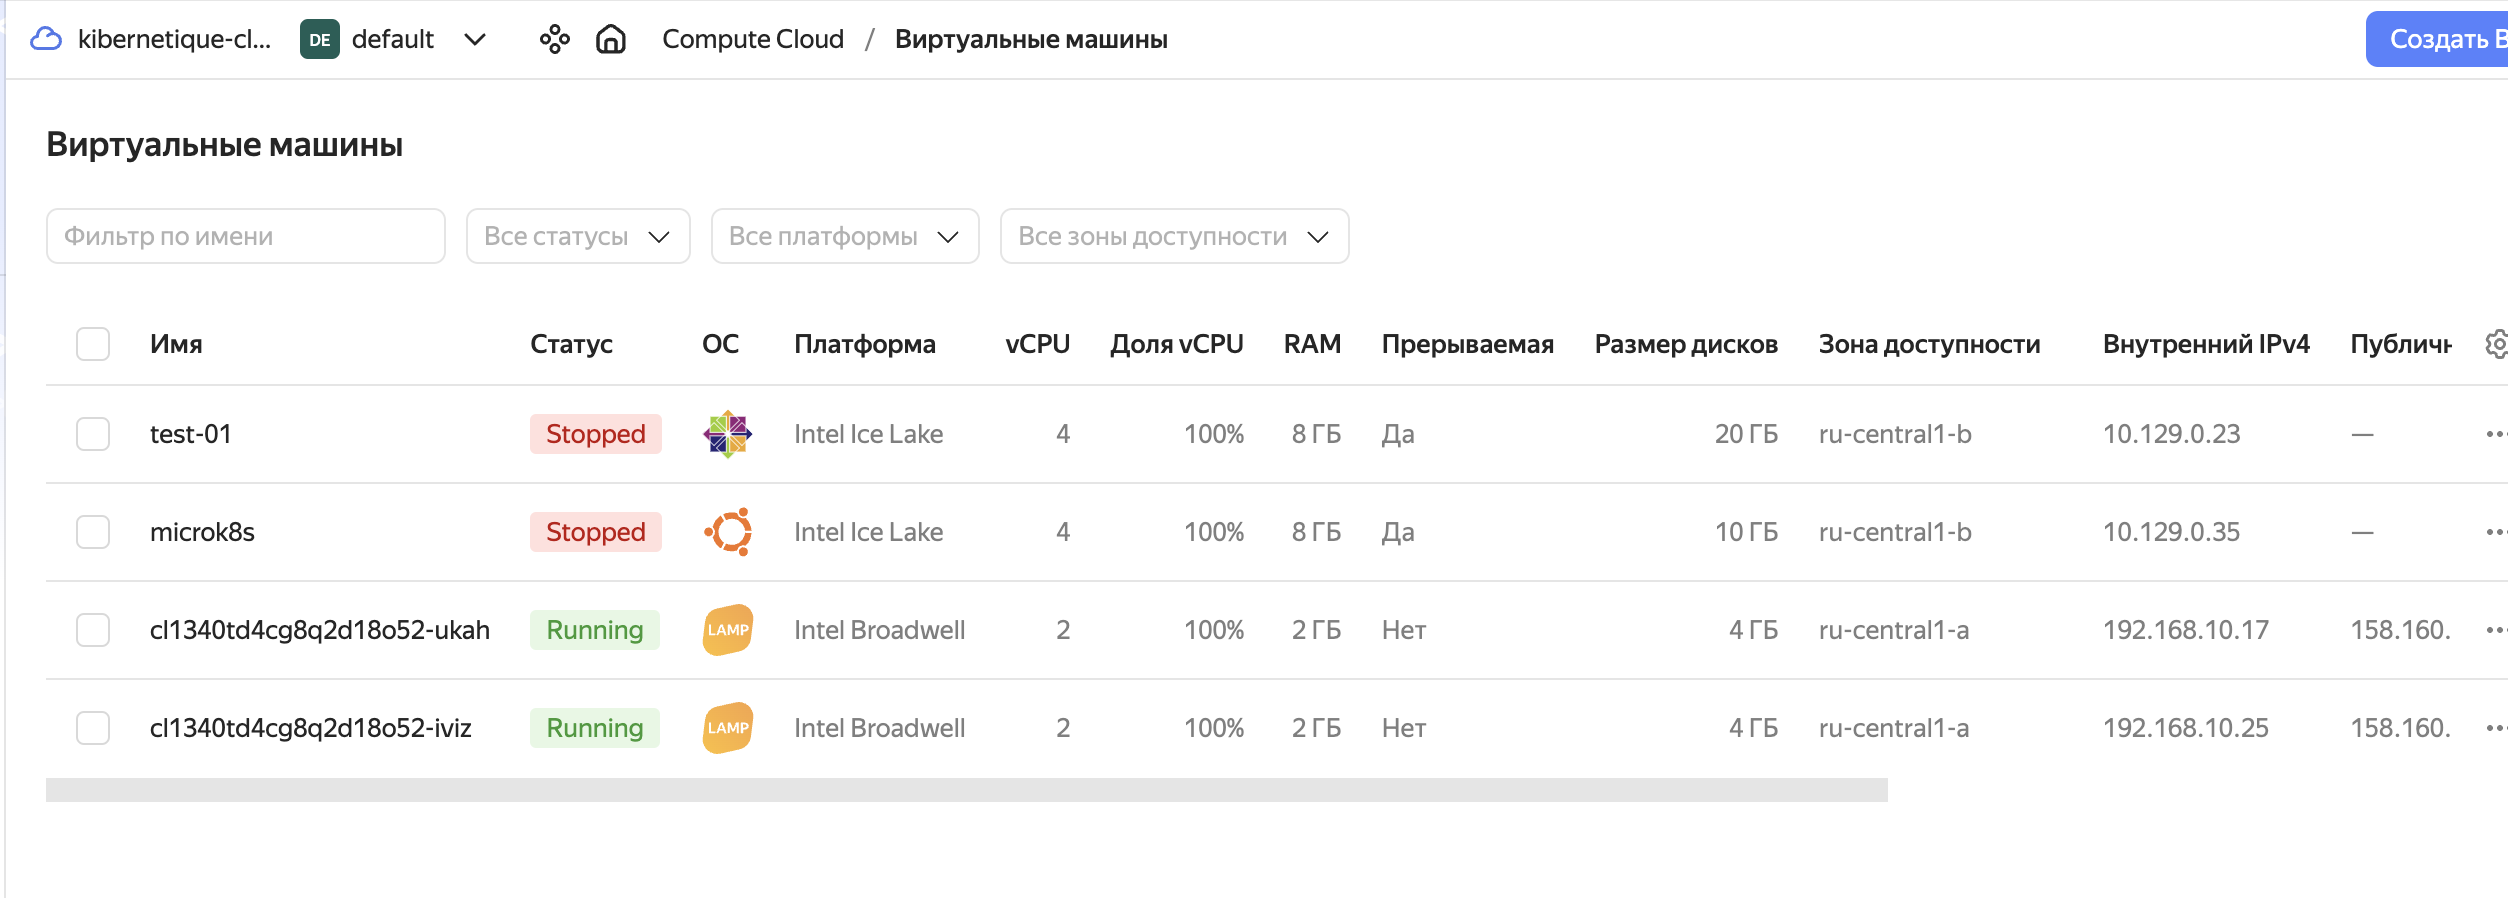 kibernetique-cl... DE default Compute Cloud / Виртуальные машины Создать В
Виртуальные машины
Фильтр по имени Все статусы Все платформы Все зоны доступности
Имя Статус ОС Платформа vCPU Доля vCPU RAM Прерываемая Размер дисков Зона доступности Внутренний IPv4 Публичн
test-01 Stopped Intel Ice Lake 4 100% 8 ГБ Да 20 ГБ ru-central1-b 10.129.0.23 —
microk8s Stopped Intel Ice Lake 4 100% 8 ГБ Да 10 ГБ ru-central1-b 10.129.0.35 —
cl1340td4cg8q2d18o52-ukah Running LAMP Intel Broadwell 2 100% 2 ГБ Нет 4 ГБ ru-central1-a 192.168.10.17 158.160.
cl1340td4cg8q2d18o52-iviz Running LAMP Intel Broadwell 2 100% 2 ГБ Нет 4 ГБ ru-central1-a 192.168.10.25 158.160.